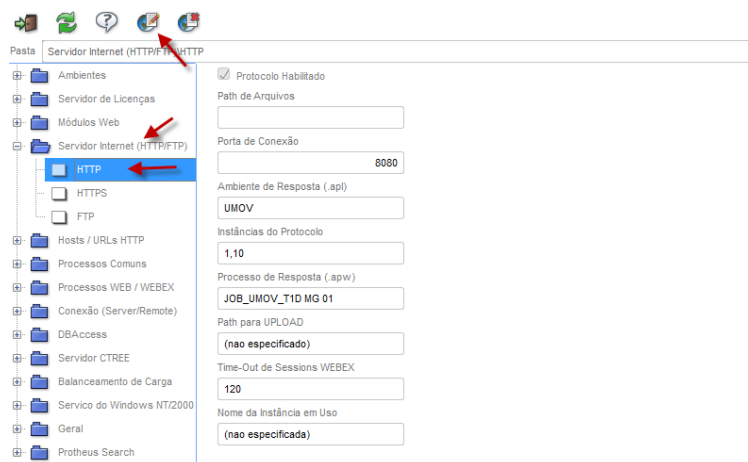 Pasta Servidor Internet (HTTP/FTP)\HTTP
Ambientes
Servidor de Licenças
Módulos Web
Servidor Internet (HTTP/FTP)
HTTP
HTTPS
FTP
Hosts / URLs HTTP
Processos Comuns
Processos WEB / WEBEX
Conexão (Server/Remote)
DBAccess
Servidor CTREE
Balanceamento de Carga
Servico do Windows NT/2000
Geral
Protheus Search
Protocolo Habilitado
Path de Arquivos
Porta de Conexão
8080
Ambiente de Resposta (.apl)
UMOV
Instâncias do Protocolo
1,10
Processo de Resposta (.apw)
JOB_UMOV_T1D MG 01
Path para UPLOAD
(nao especificado)
Time-Out de Sessions WEBEX
120
Nome da Instância em Uso
(nao especificada)